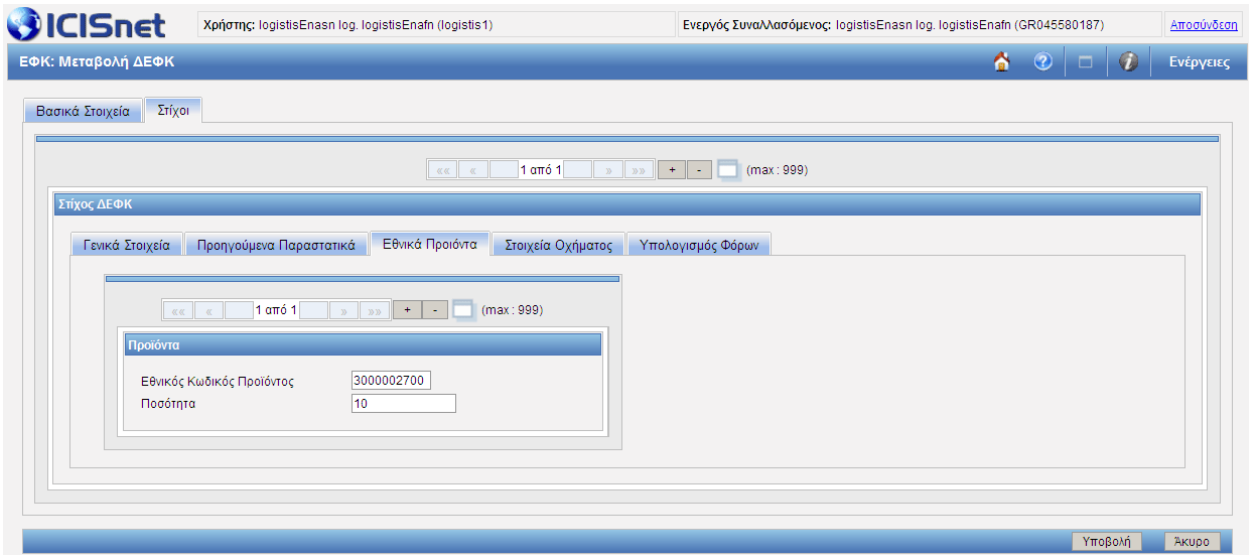 ICISnet Χρήστης: logistisEnasn log. logistisEnafn (logistis1) Ενεργός Συναλλασόμενος: logistisEnasn log. logistisEnafn (GR045580187) Αποσύνδεση
ΕΦΚ: Μεταβολή ΔΕΦΚ Ενέργειες
Βασικά Στοιχεία Στίχοι
«« « 1 από 1 » »» + - (max : 999)
Στίχος ΔΕΦΚ
Γενικά Στοιχεία Προηγούμενα Παραστατικά Εθνικά Προιόντα Στοιχεία Οχήματος Υπολογισμός Φόρων
«« « 1 από 1 » »» + - (max : 999)
Προϊόντα
Εθνικός Κωδικός Προϊόντος 3000002700
Ποσότητα 10
Υποβολή Άκυρο